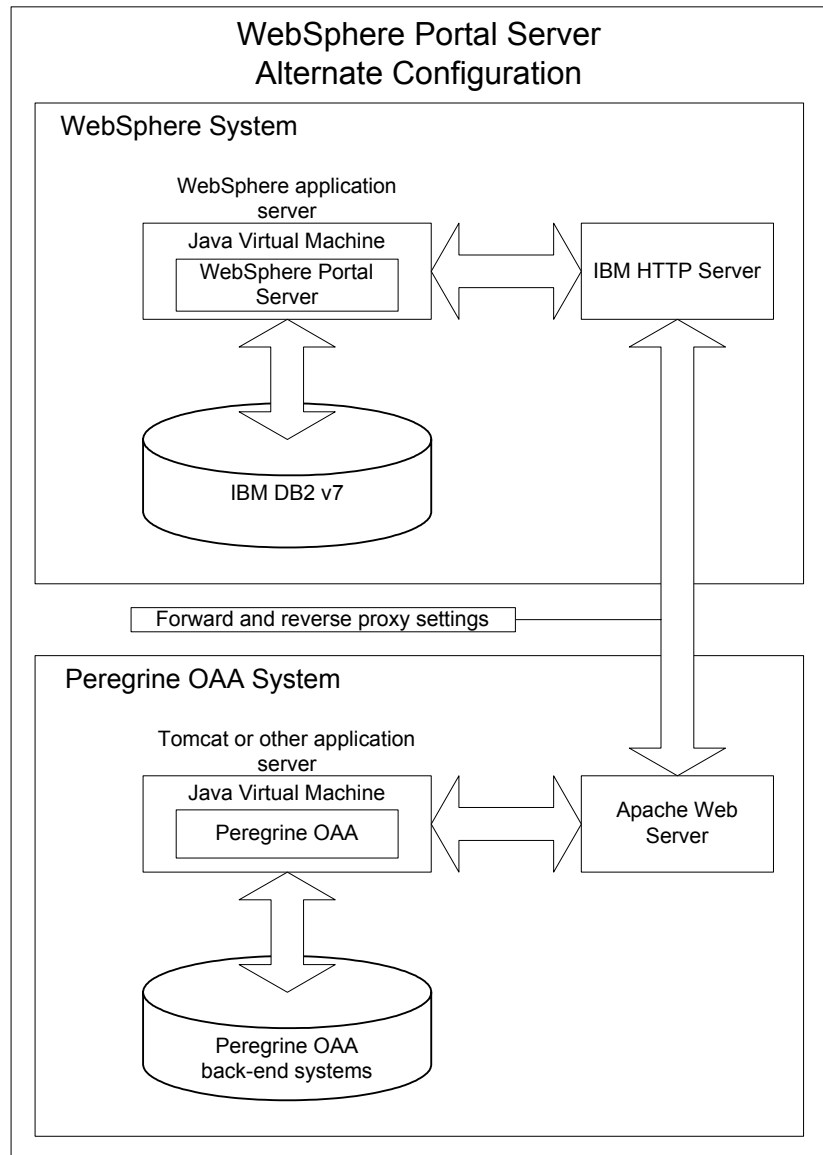 WebSphere Portal Server
Alternate Configuration
WebSphere System
WebSphere application
server
Java Virtual Machine
WebSphere Portal
Server
IBM HTTP Server
IBM DB2 v7
Forward and reverse proxy settings
Peregrine OAA System
Tomcat or other application
server
Java Virtual Machine
Peregrine OAA
Apache Web
Server
Peregrine OAA
back-end systems